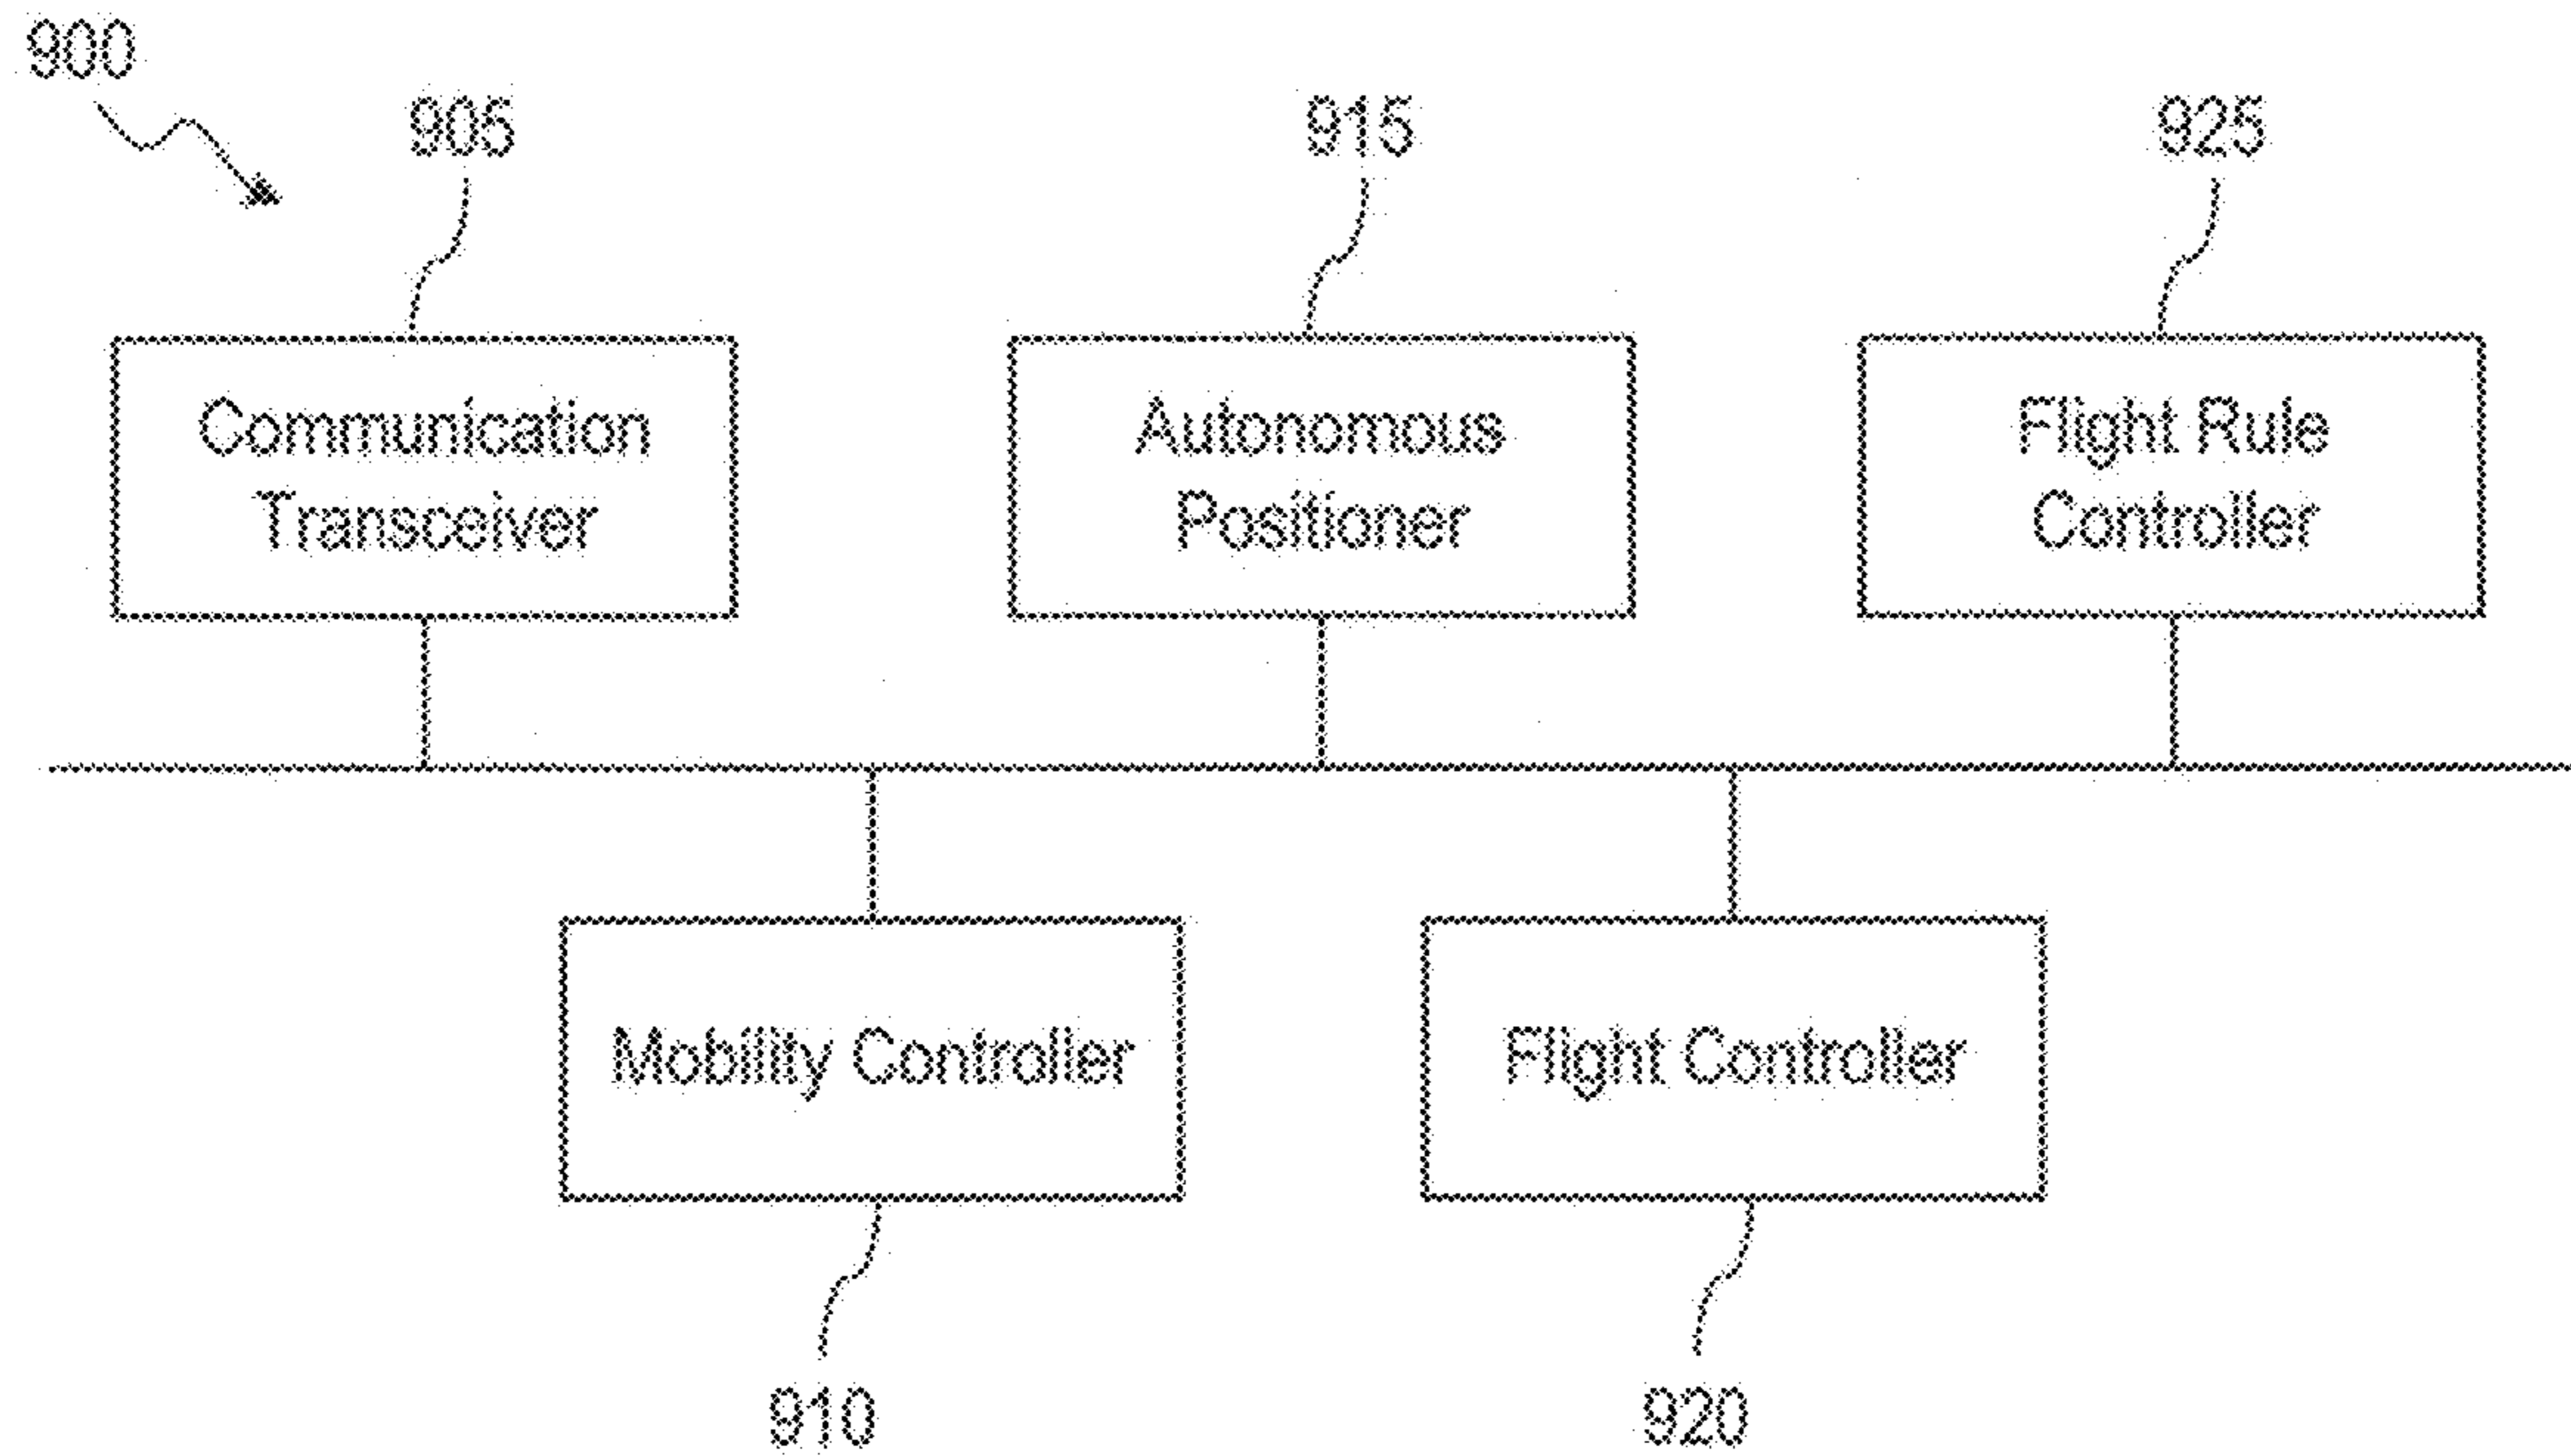 900
905
915
925
Communication
Transceiver
Autonomous
Positioner
Flight Rule
Controller
Mobility Controller
Flight Controller
910
920